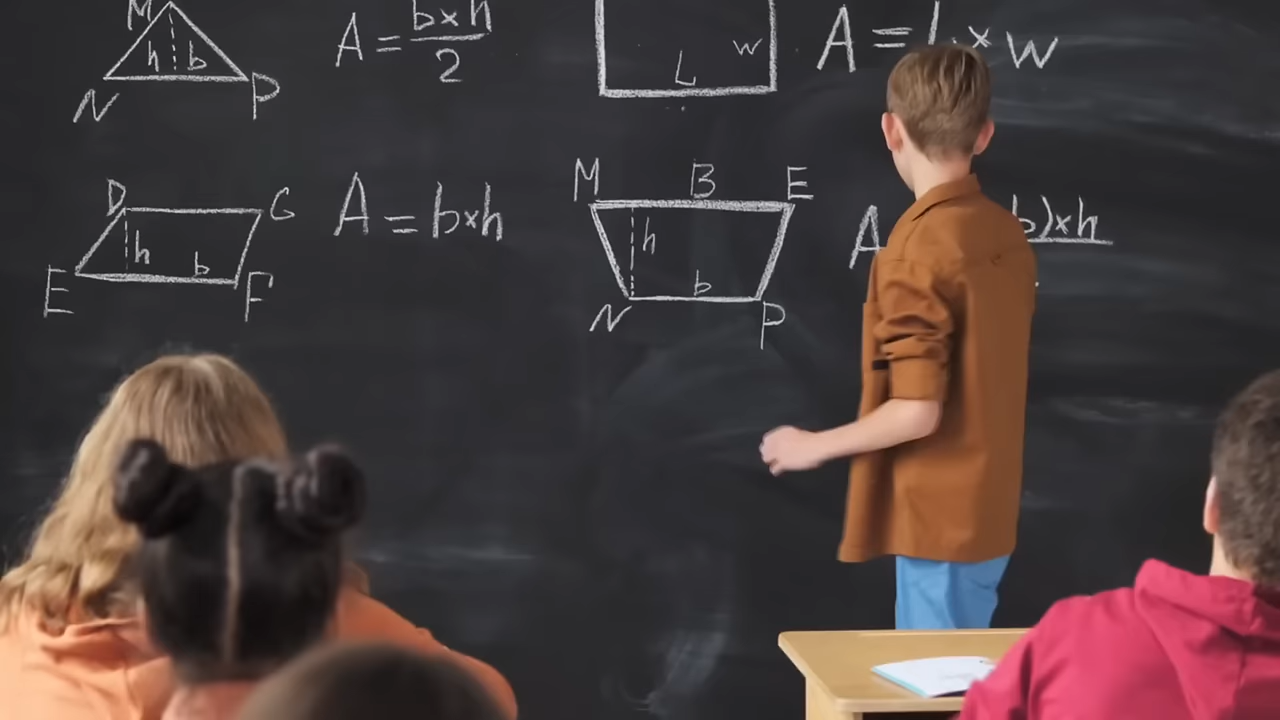 M
h b
N P
A = b×h
2
L w
A = L × w
D G
h b
E F
A = b×h
M B E
h b
N P
A
b)×h